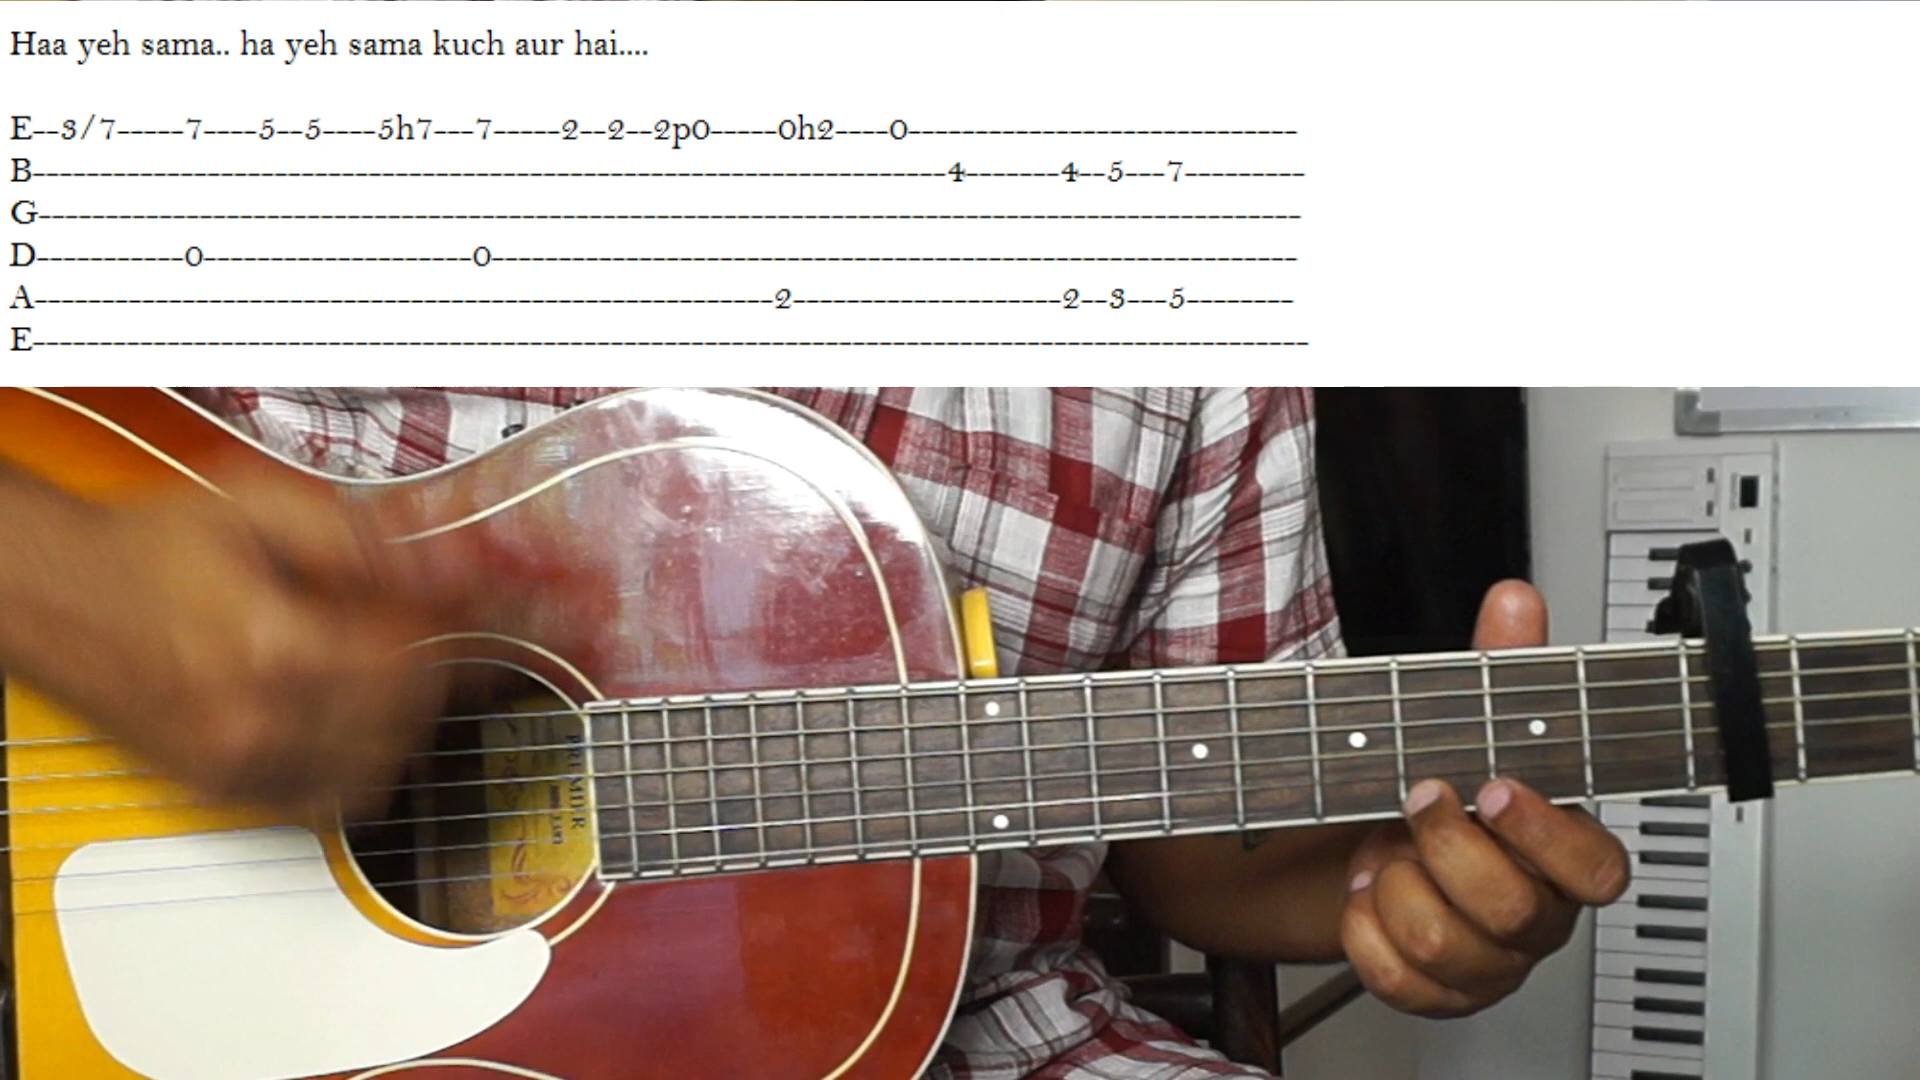 Haa yeh sama.. ha yeh sama kuch aur hai....
E--3/7-----7----5--5----5h7---7-----2--2--2p0-----0h2----0-----------------------------
B--------------------------------------------------------------------4-------4--5---7---------
G-----------------------------------------------------------------------------------------------
D-----------0--------------------0-------------------------------------------------------------
A-------------------------------------------------------2--------------------2--3---5--------
E------------------------------------------------------------------------------------------------
PREMIER